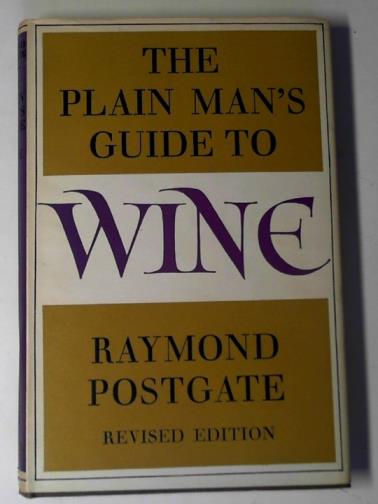 THE
PLAIN MAN'S
GUIDE TO
WINE
RAYMOND
POSTGATE
REVISED EDITION